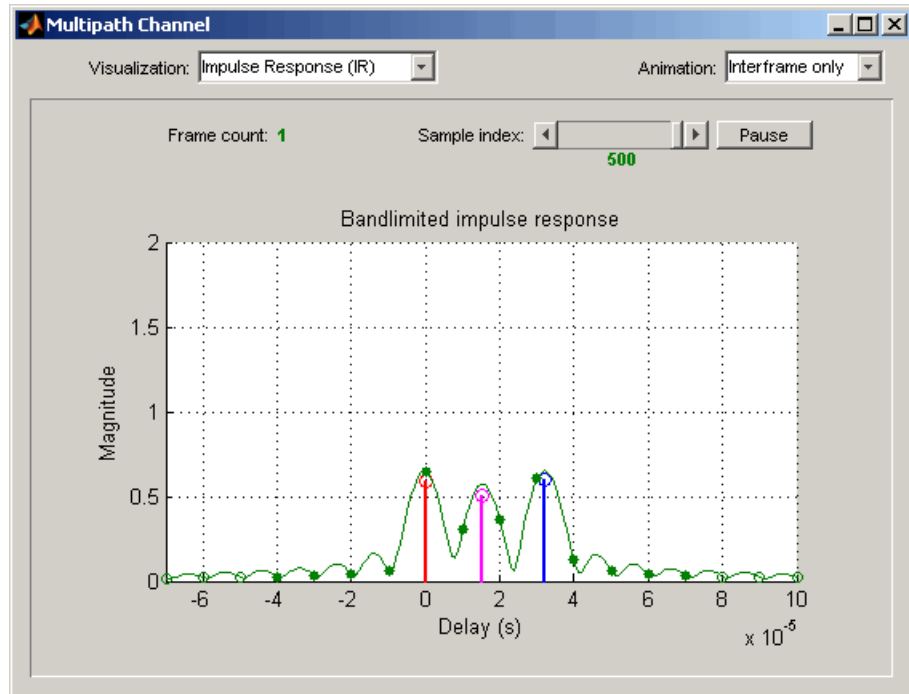 Multipath Channel
Visualization: Impulse Response (IR)
Animation: Interframe only
Frame count: 1
Sample index:
500
Pause
Bandlimited impulse response
2
1.5
1
0.5
0
Magnitude
-6 -4 -2 0 2 4 6 8 10
Delay (s)
x 10^-5